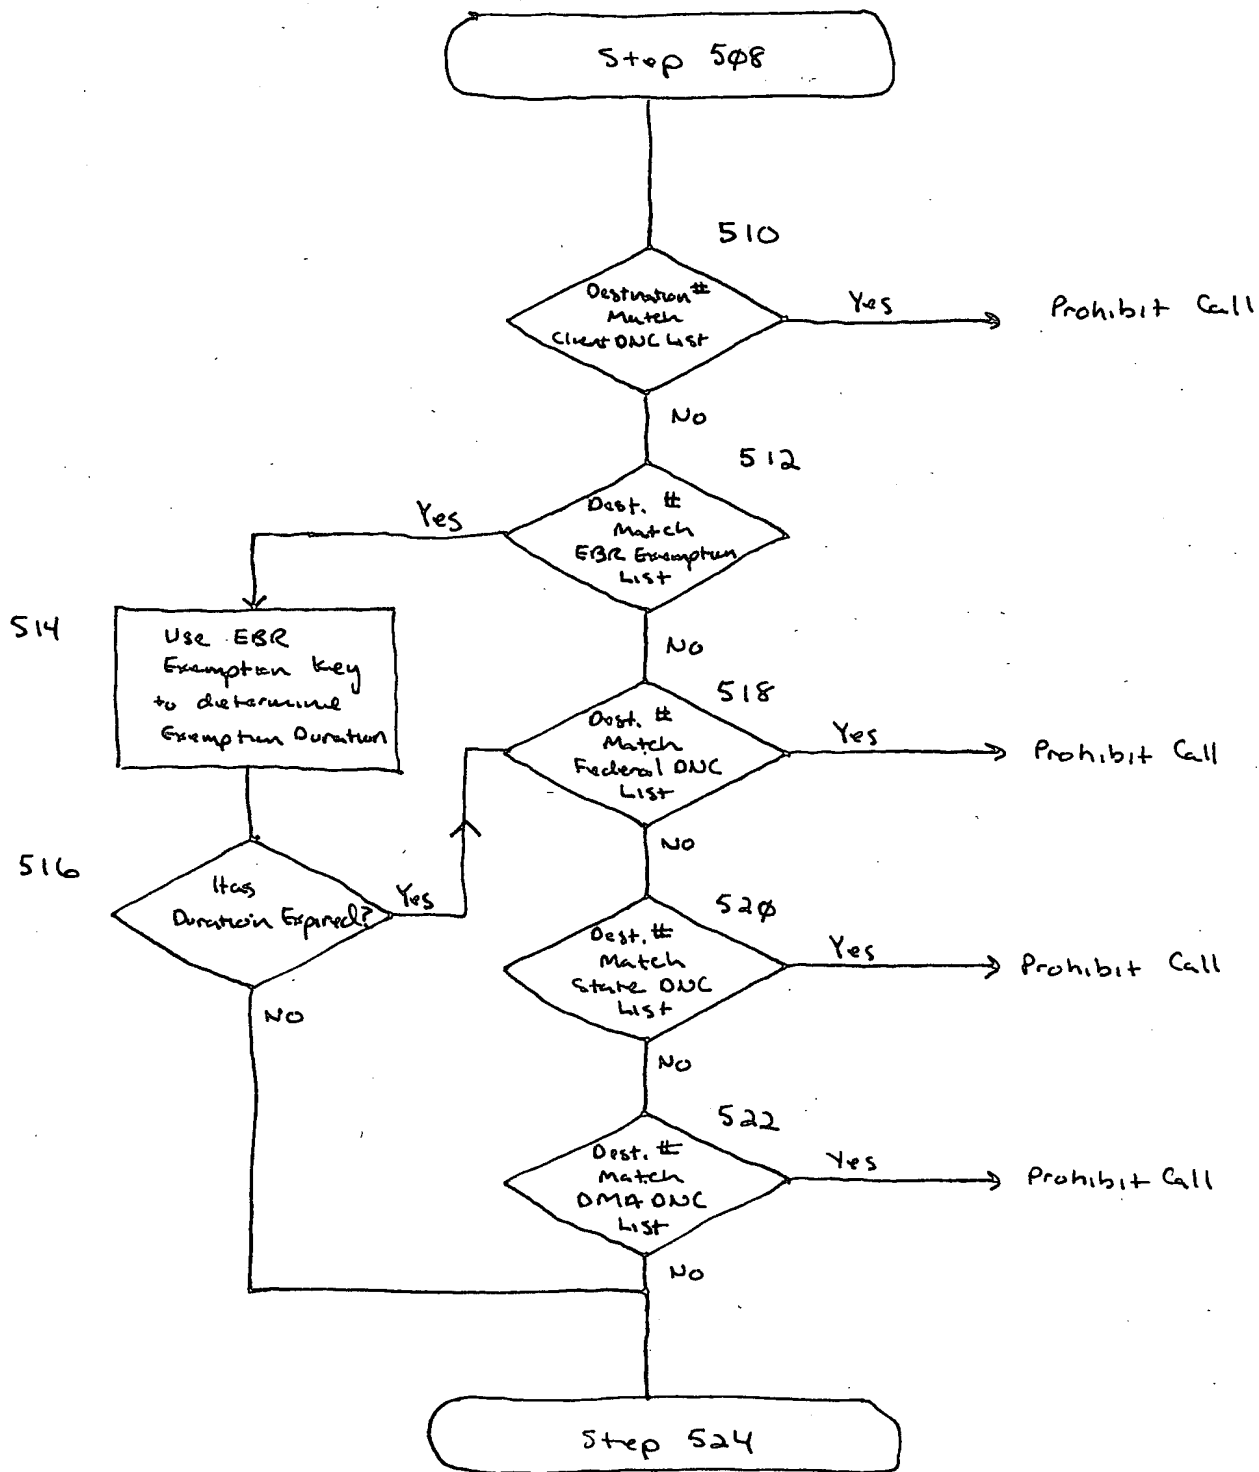 Step 5φ8
510
Destination #
Match
Client DNC List
Yes
Prohibit Call
No
512
Dest. #
Match
EBR Exemption
List
Yes
No
514
Use EBR
Exemption Key
to determine
Exemption Duration
518
Dest. #
Match
Federal DNC
List
Yes
Prohibit Call
No
516
Has
Duration Expired?
Yes
No
52φ
Dest. #
Match
State DNC
List
Yes
Prohibit Call
No
522
Dest. #
Match
DMA DNC
List
Yes
Prohibit Call
No
Step 524